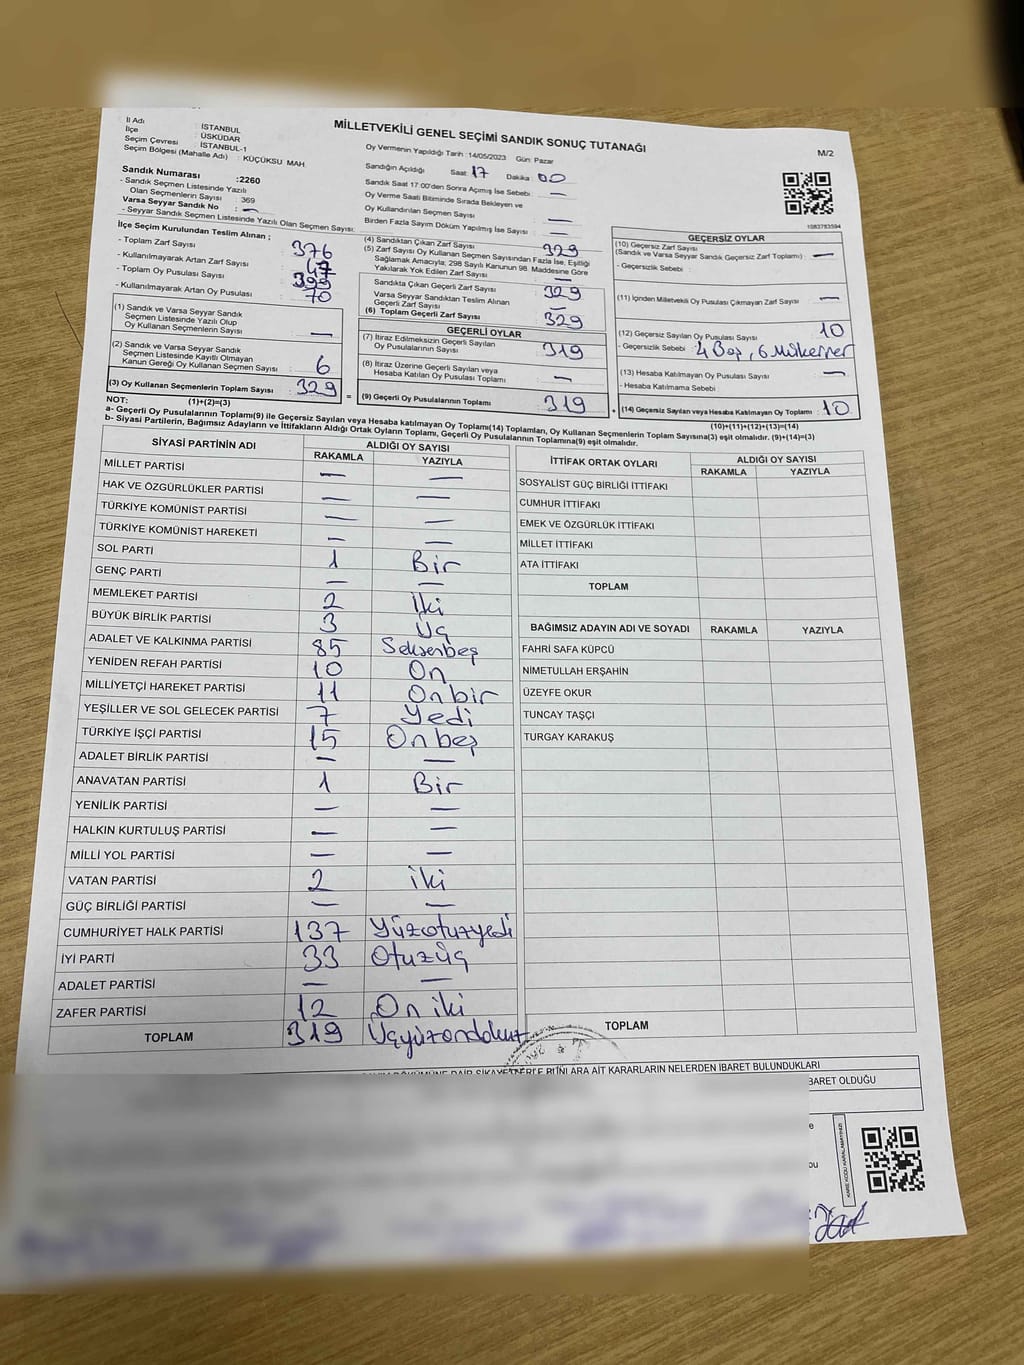 MİLLETVEKİLİ GENEL SEÇİMİ SANDIK SONUÇ TUTANAĞI
M/2
İl Adı : İSTANBUL
İlçe : ÜSKÜDAR
Seçim Çevresi : İSTANBUL-1
Seçim Bölgesi (Mahalle Adı) : KÜÇÜKSU MAH
Oy Vermenin Yapıldığı Tarih :14/05/2023 Gün: Pazar
Sandığın Açıldığı Saat 17 Dakika 00
Sandık Numarası :2260
- Sandık Seçmen Listesinde Yazılı
Olan Seçmenlerin Sayısı : 369
Varsa Seyyar Sandık No : —
- Seyyar Sandık Seçmen Listesinde Yazılı Olan Seçmen Sayısı:
Sandık Saat 17.00'den Sonra Açılmış İse Sebebi : —
Oy Verme Saati Bitiminde Sırada Bekleyen ve
Oy Kullandırılan Seçmen Sayısı : —
Birden Fazla Sayım Döküm Yapılmış İse Sayısı : —
1083783594
İlçe Seçim Kurulundan Teslim Alınan ;
- Toplam Zarf Sayısı : 376
- Kullanılmayarak Artan Zarf Sayısı : 47
- Toplam Oy Pusulası Sayısı : 399
- Kullanılmayarak Artan Oy Pusulası : 70
(1) Sandık ve Varsa Seyyar Sandık
Seçmen Listesinde Yazılı Olup
Oy Kullanan Seçmenlerin Sayısı : —
(2) Sandık ve Varsa Seyyar Sandık
Seçmen Listesinde Kayıtlı Olmayan
Kanun Gereği Oy Kullanan Seçmen Sayısı : 6
(3) Oy Kullanan Seçmenlerin Toplam Sayısı : 329 =
(1)+(2)=(3)
(4) Sandıktan Çıkan Zarf Sayısı : 329
(5) Zarf Sayısı Oy Kullanan Seçmen Sayısından Fazla İse, Eşitliği
Sağlamak Amacıyla; 298 Sayılı Kanunun 98. Maddesine Göre
Yakılarak Yok Edilen Zarf Sayısı : —
Sandıkta Çıkan Geçerli Zarf Sayısı : 329
Varsa Seyyar Sandıktan Teslim Alınan
Geçerli Zarf Sayısı : —
(6) Toplam Geçerli Zarf Sayısı : 329
GEÇERLİ OYLAR
(7) İtiraz Edilmeksizin Geçerli Sayılan
Oy Pusulalarının Sayısı : 319
(8) İtiraz Üzerine Geçerli Sayılan veya
Hesaba Katılan Oy Pusulası Toplamı : —
(9) Geçerli Oy Pusulalarının Toplamı : 319 +
GEÇERSİZ OYLAR
(10) Geçersiz Zarf Sayısı
(Sandık ve Varsa Seyyar Sandık Geçersiz Zarf Toplamı) : —
- Geçersizlik Sebebi :
(11) İçinden Milletvekili Oy Pusulası Çıkmayan Zarf Sayısı : —
(12) Geçersiz Sayılan Oy Pusulası Sayısı : 10
- Geçersizlik Sebebi : 4 Boş, 6 Mükerrer
(13) Hesaba Katılmayan Oy Pusulası Sayısı : —
- Hesaba Katılmama Sebebi :
(14) Geçersiz Sayılan veya Hesaba Katılmayan Oy Toplamı : 10
(10)+(11)+(12)+(13)=(14)
NOT:
a- Geçerli Oy Pusulalarının Toplamı(9) ile Geçersiz Sayılan veya Hesaba katılmayan Oy Toplamı(14) Toplamları, Oy Kullanan Seçmenlerin Toplam Sayısına(3) eşit olmalıdır. (9)+(14)=(3)
b- Siyasi Partilerin, Bağımsız Adayların ve İttifakların Aldığı Ortak Oyların Toplamı, Geçerli Oy Pusulalarının Toplamına(9) eşit olmalıdır.
SİYASİ PARTİNİN ADI ALDIĞI OY SAYISI
RAKAMLA YAZIYLA
MİLLET PARTİSİ — —
HAK VE ÖZGÜRLÜKLER PARTİSİ — —
TÜRKİYE KOMÜNİST PARTİSİ — —
TÜRKİYE KOMÜNİST HAREKETİ — —
SOL PARTİ 1 Bir
GENÇ PARTİ — —
MEMLEKET PARTİSİ 2 İki
BÜYÜK BİRLİK PARTİSİ 3 Üç
ADALET VE KALKINMA PARTİSİ 85 Seksenbeş
YENİDEN REFAH PARTİSİ 10 On
MİLLİYETÇİ HAREKET PARTİSİ 11 Onbir
YEŞİLLER VE SOL GELECEK PARTİSİ 7 Yedi
TÜRKİYE İŞÇİ PARTİSİ 15 Onbeş
ADALET BİRLİK PARTİSİ — —
ANAVATAN PARTİSİ 1 Bir
YENİLİK PARTİSİ — —
HALKIN KURTULUŞ PARTİSİ — —
MİLLİ YOL PARTİSİ — —
VATAN PARTİSİ 2 iki
GÜÇ BİRLİĞİ PARTİSİ — —
CUMHURİYET HALK PARTİSİ 137 Yüzotuzyedi
İYİ PARTİ 33 Otuzüç
ADALET PARTİSİ — —
ZAFER PARTİSİ 12 On iki
TOPLAM 319 Üçyüzondokuz
İTTİFAK ORTAK OYLARI ALDIĞI OY SAYISI
RAKAMLA YAZIYLA
SOSYALİST GÜÇ BİRLİĞİ İTTİFAKI
CUMHUR İTTİFAKI
EMEK VE ÖZGÜRLÜK İTTİFAKI
MİLLET İTTİFAKI
ATA İTTİFAKI
TOPLAM
BAĞIMSIZ ADAYIN ADI VE SOYADI RAKAMLA YAZIYLA
FAHRİ SAFA KÜPCÜ
NİMETULLAH ERŞAHİN
ÜZEYFE OKUR
TUNCAY TAŞÇI
TURGAY KARAKUŞ
TOPLAM
DÖKÜMÜNE DAİR ŞİKAYETLERLE BUNLARA AİT KARARLARIN NELERDEN İBARET BULUNDUKLARI
BARET OLDUĞU
KARE KODU KARALAMAYINIZ!